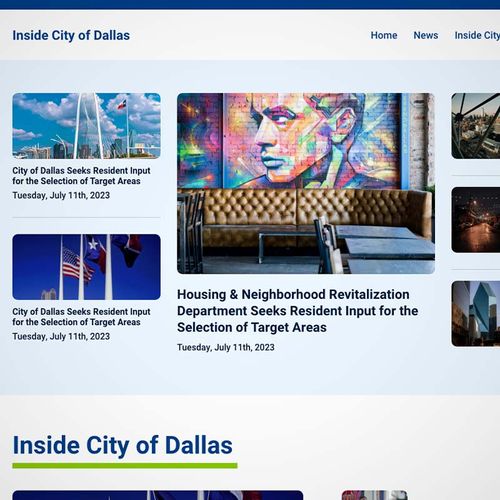 Inside City of Dallas
Home News Inside City
City of Dallas Seeks Resident Input
for the Selection of Target Areas
Tuesday, July 11th, 2023
City of Dallas Seeks Resident Input
for the Selection of Target Areas
Tuesday, July 11th, 2023
Housing & Neighborhood Revitalization
Department Seeks Resident Input for the
Selection of Target Areas
Tuesday, July 11th, 2023
Inside City of Dallas